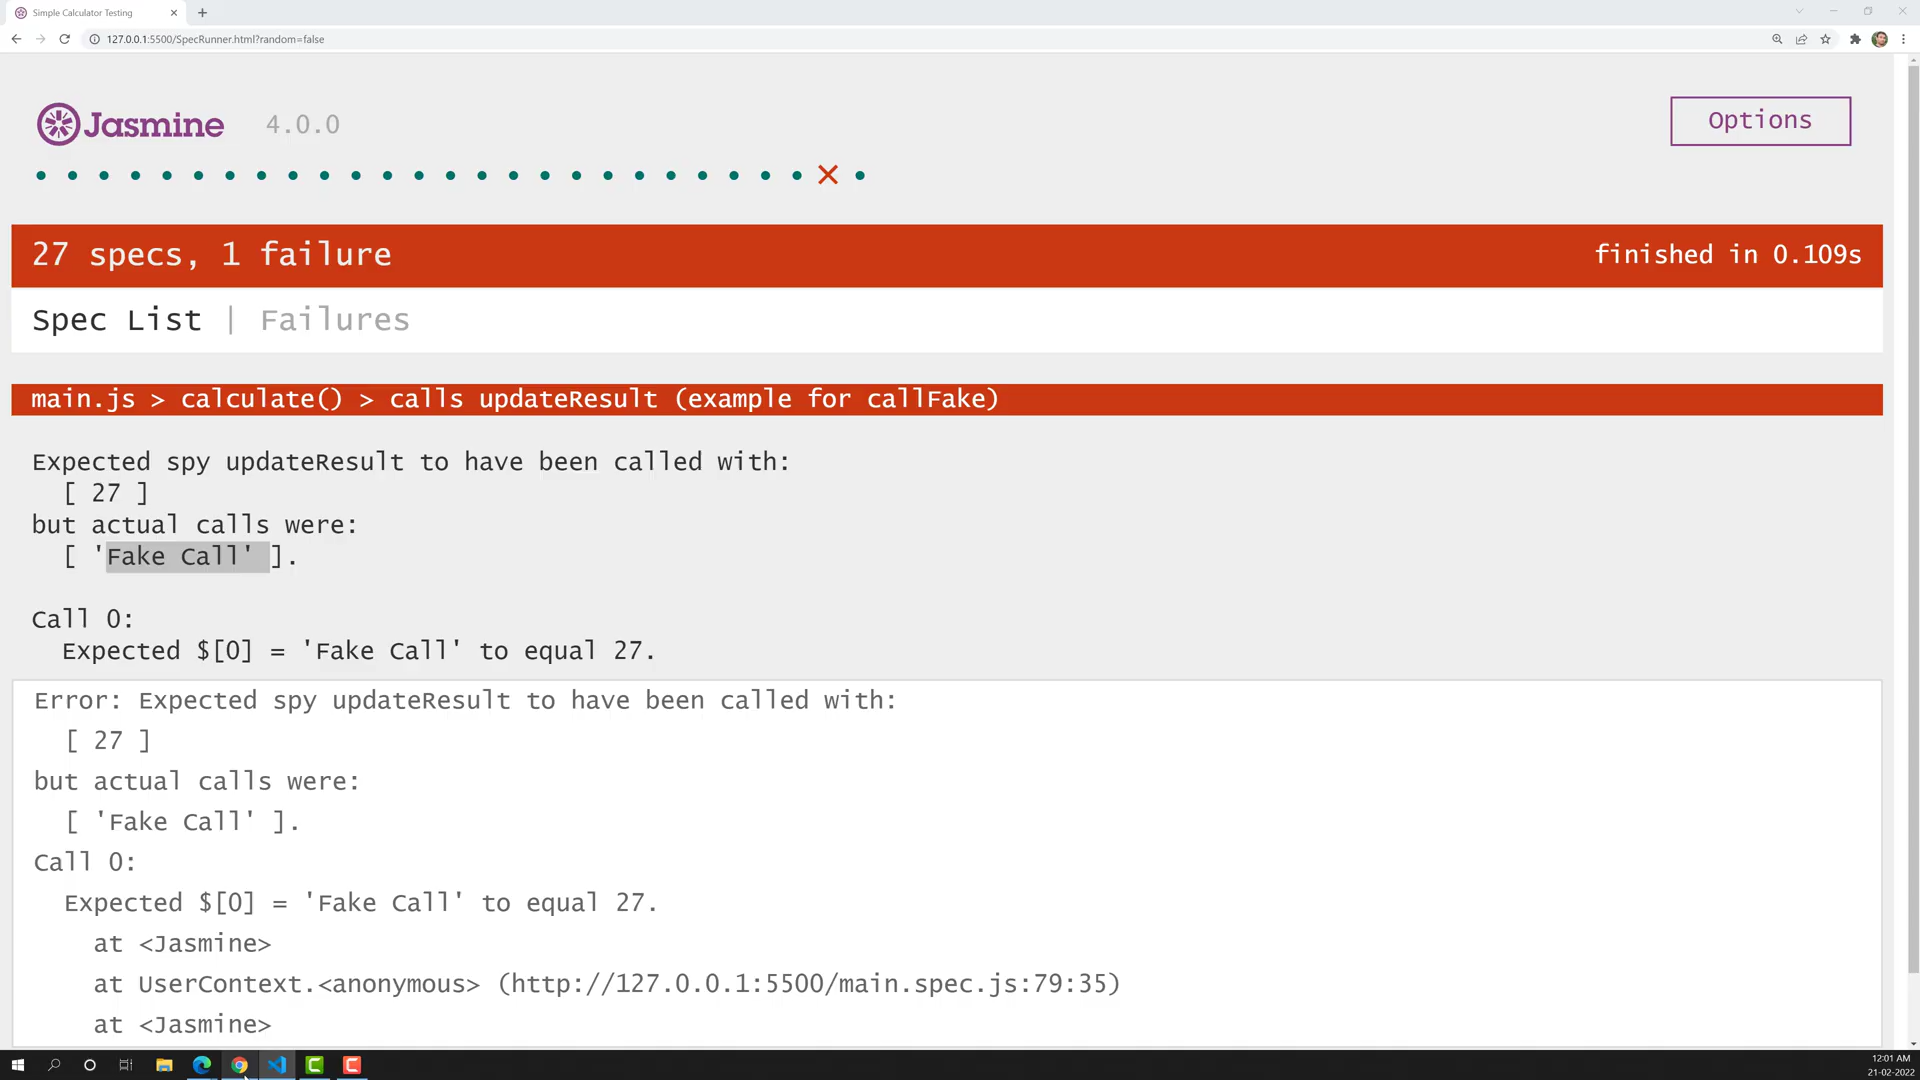 Simple Calculator Testing
127.0.0.1:5500/SpecRunner.html?random=false
Jasmine 4.0.0
Options
27 specs, 1 failure
finished in 0.109s
Spec List | Failures
main.js > calculate() > calls updateResult (example for callFake)
Expected spy updateResult to have been called with:
[ 27 ]
but actual calls were:
[ 'Fake Call' ].
Call 0:
Expected $[0] = 'Fake Call' to equal 27.
Error: Expected spy updateResult to have been called with:
[ 27 ]
but actual calls were:
[ 'Fake Call' ].
Call 0:
Expected $[0] = 'Fake Call' to equal 27.
at <Jasmine>
at UserContext.<anonymous> (http://127.0.0.1:5500/main.spec.js:79:35)
at <Jasmine>
12:01 AM
21-02-2022